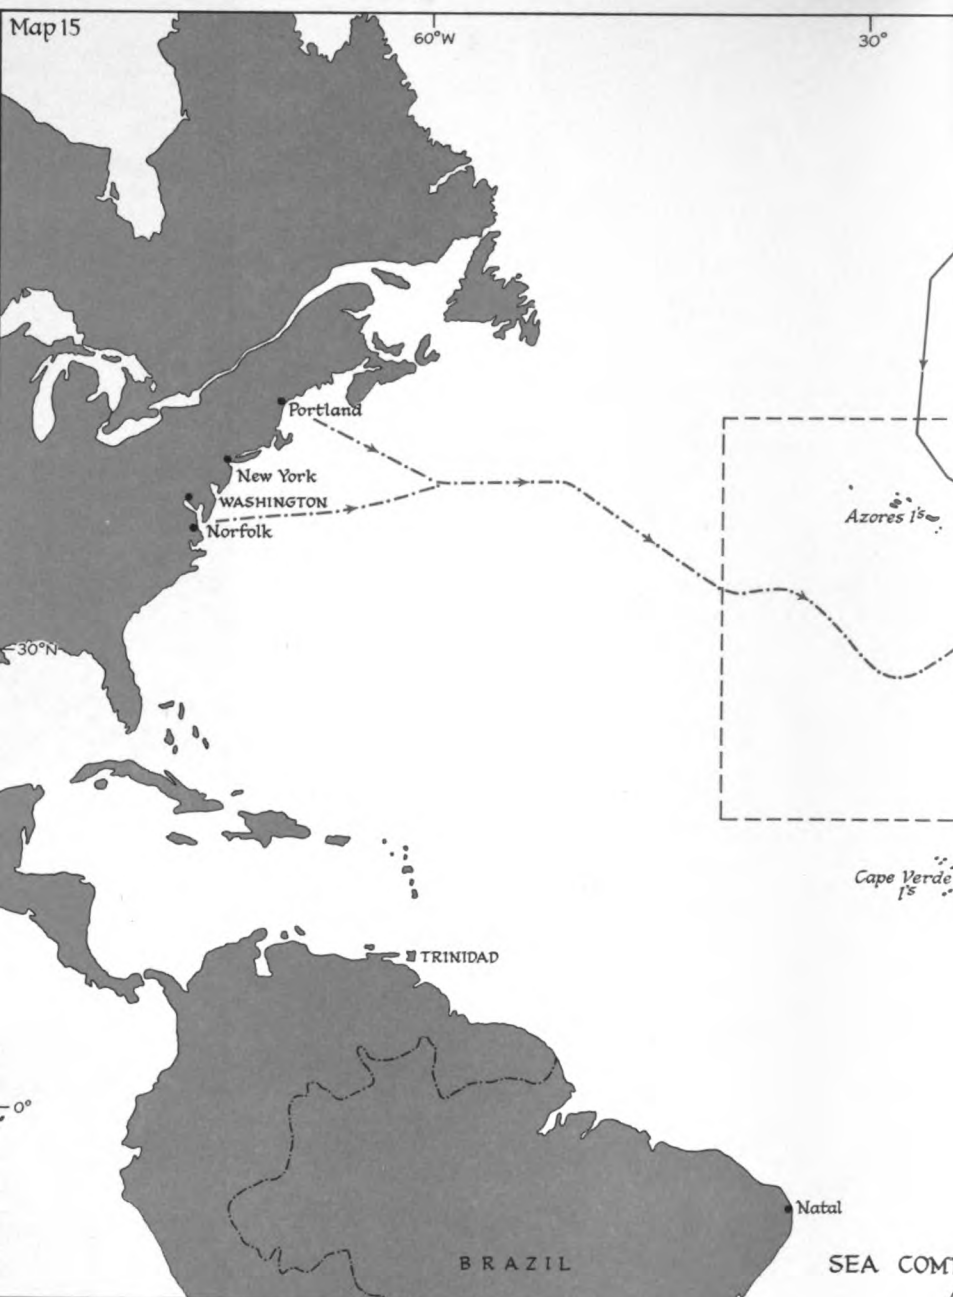 Map 15
60°W
30°
Portland
New York
WASHINGTON
Norfolk
Azores I's
30°N
Cape Verde
I's
TRINIDAD
0°
Natal
BRAZIL
SEA COM